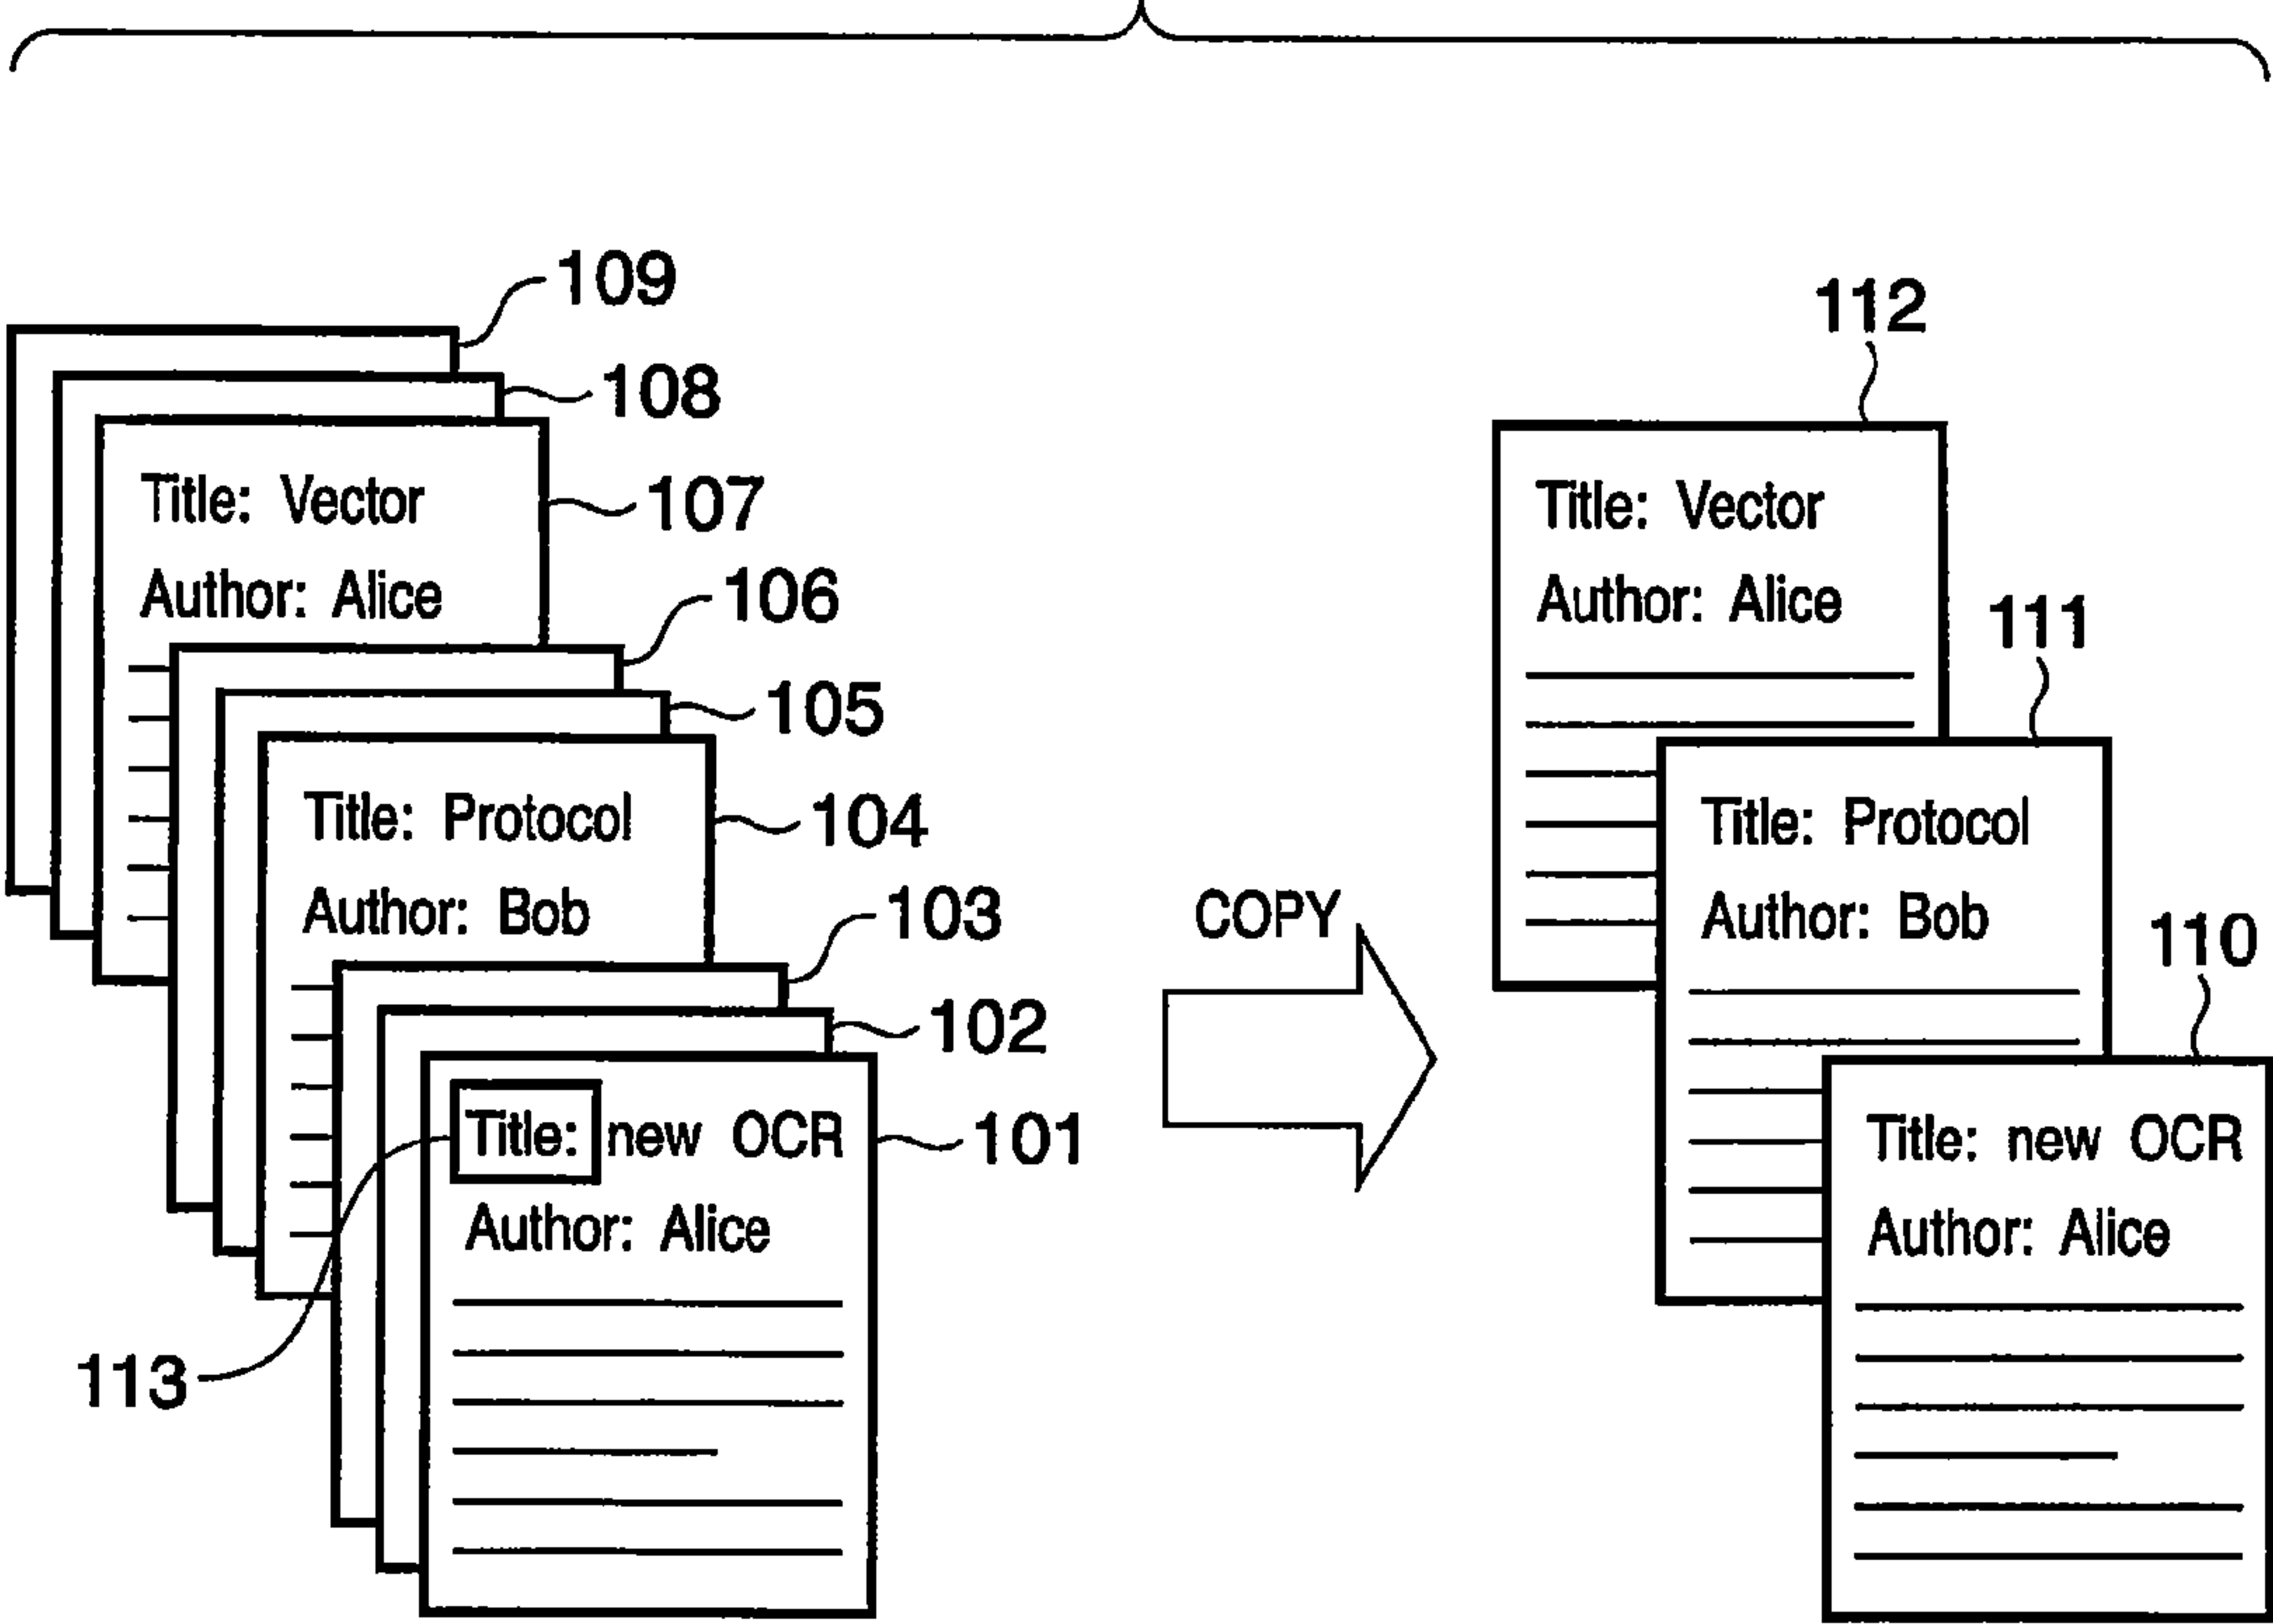 109
108
Title: Vector
107
Author: Alice
106
105
Title: Protocol
104
Author: Bob
103
102
Title: new OCR
101
Author: Alice
113
COPY
112
Title: Vector
Author: Alice
111
Title: Protocol
Author: Bob
110
Title: new OCR
Author: Alice